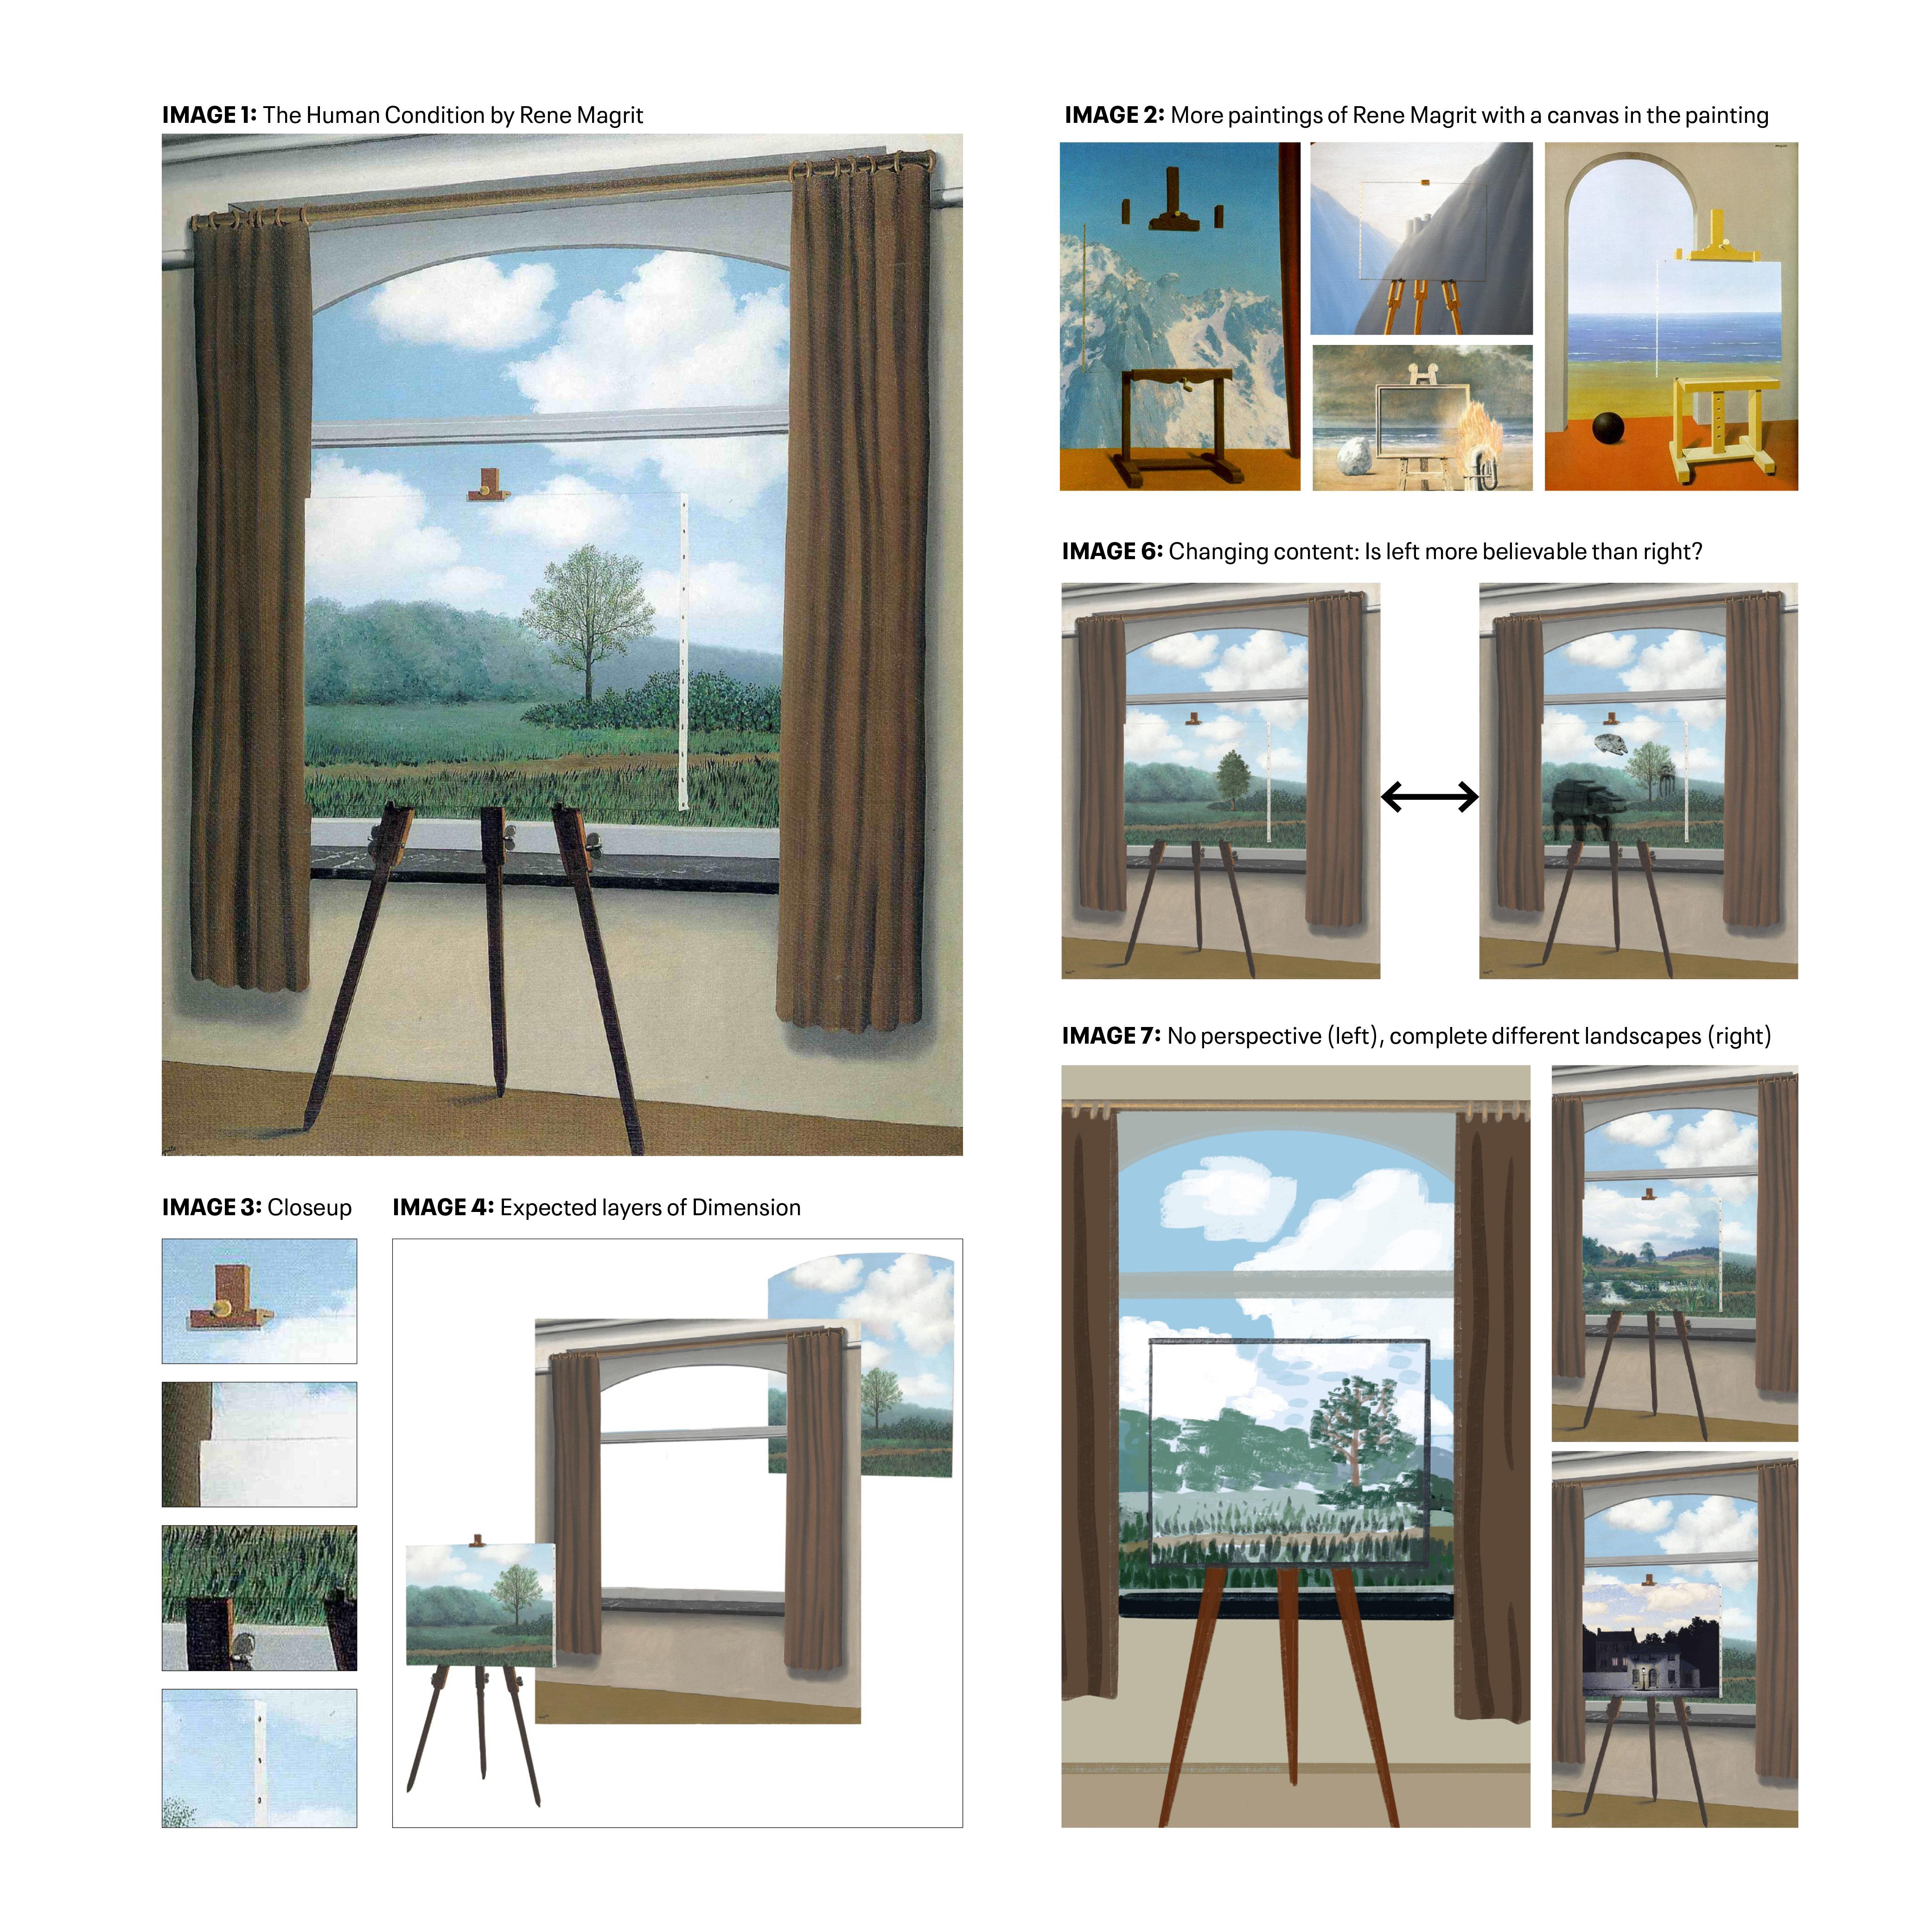 IMAGE 1: The Human Condition by Rene Magrit
IMAGE 2: More paintings of Rene Magrit with a canvas in the painting
IMAGE 6: Changing content: Is left more believable than right?
IMAGE 7: No perspective (left), complete different landscapes (right)
IMAGE 3: Closeup
IMAGE 4: Expected layers of Dimension